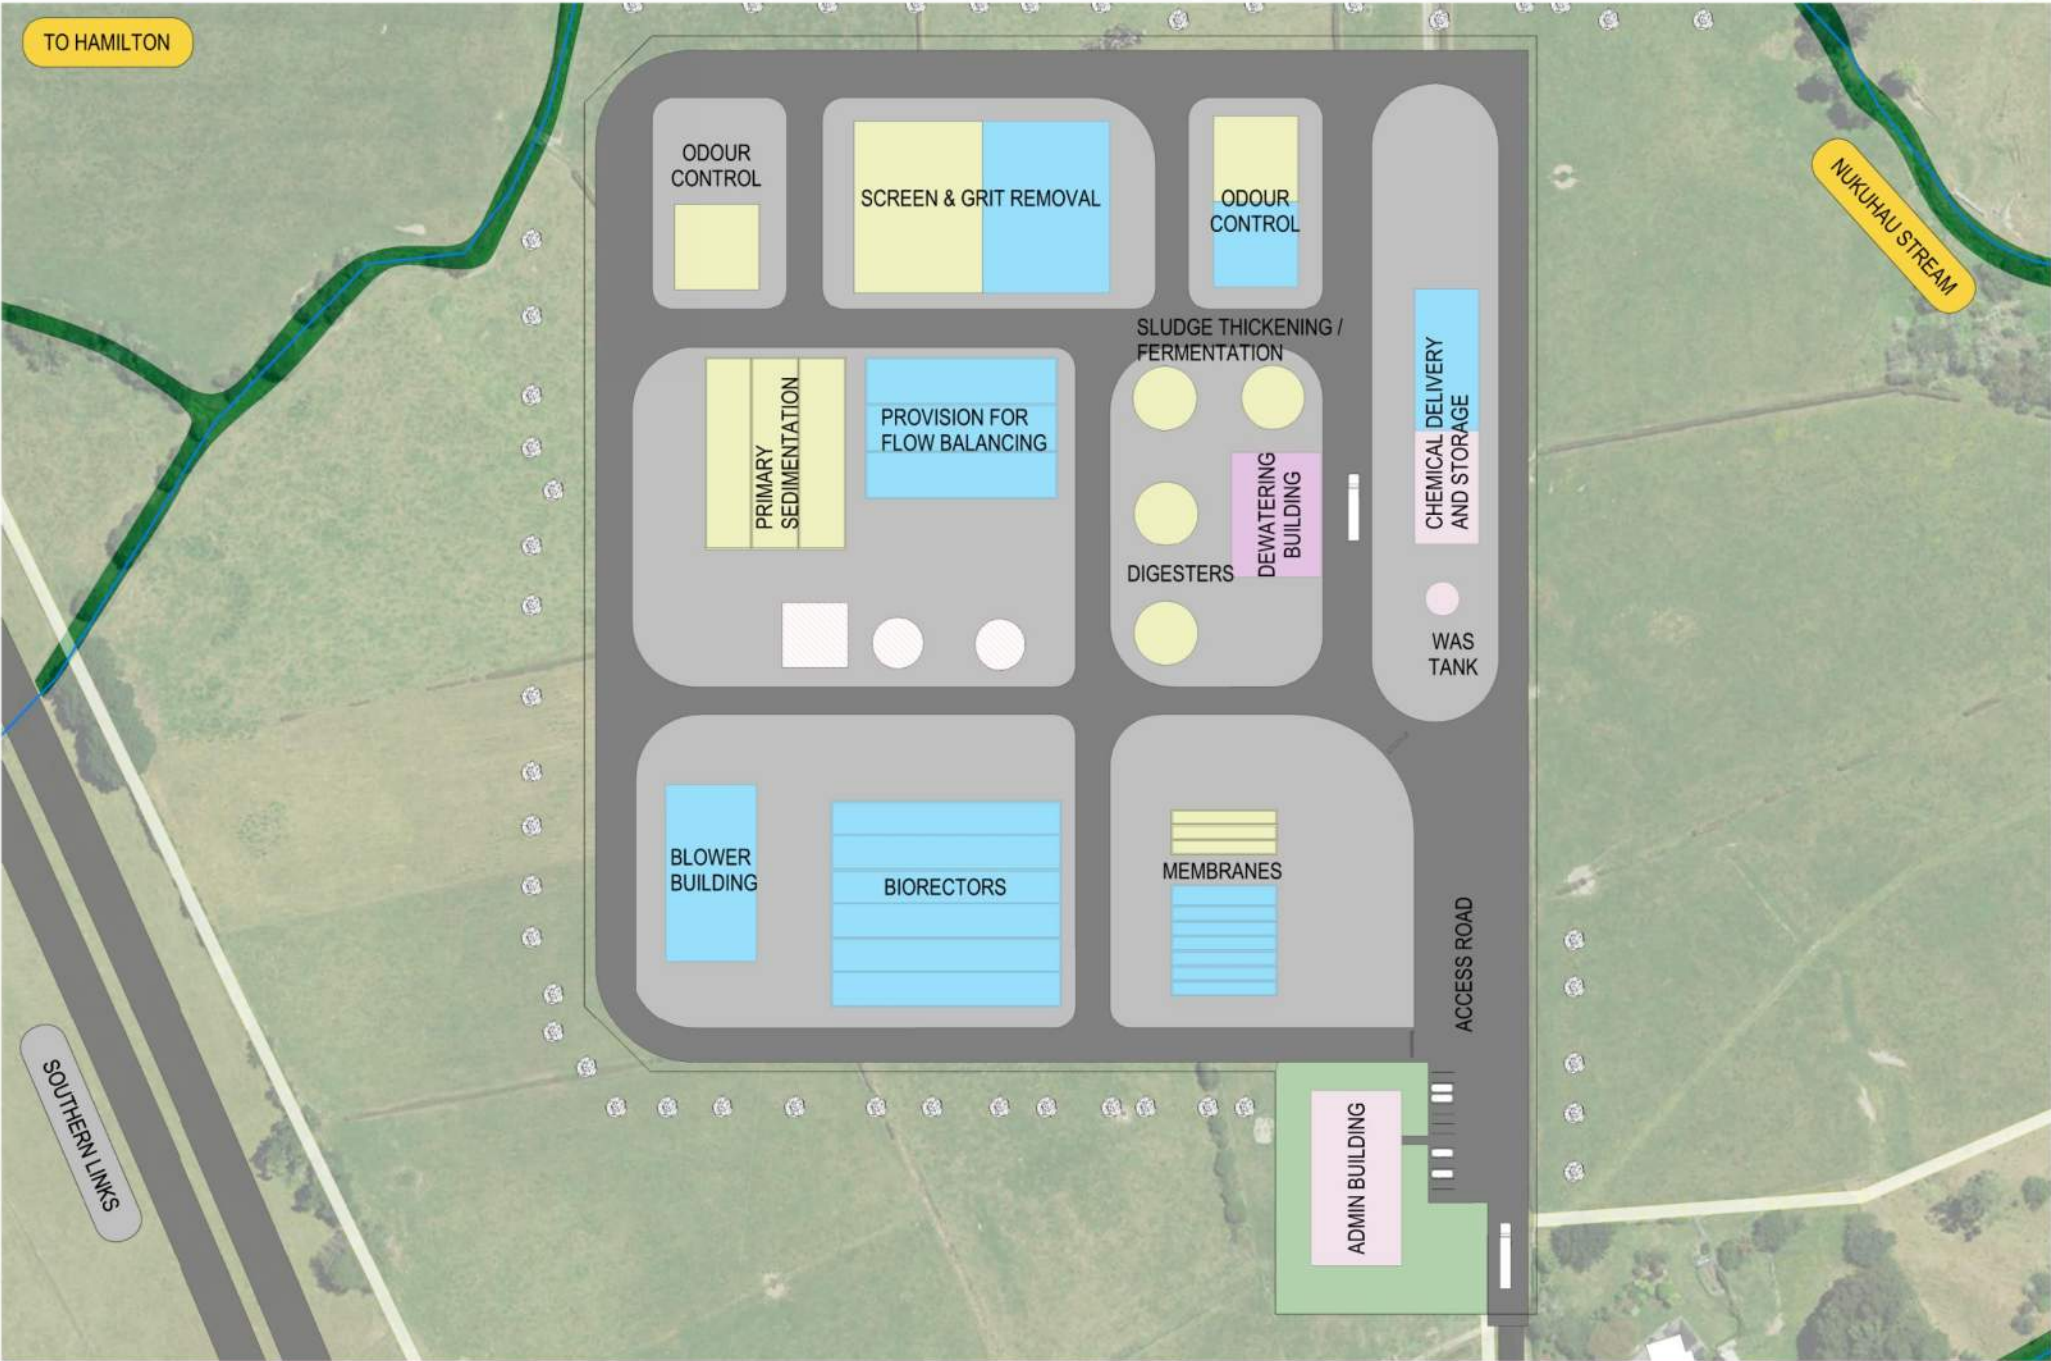 TO HAMILTON
ODOUR
CONTROL
SCREEN & GRIT REMOVAL
ODOUR
CONTROL
NUKUHAU STREAM
SLUDGE THICKENING /
FERMENTATION
PRIMARY
SEDIMENTATION
PROVISION FOR
FLOW BALANCING
DEWATERING
BUILDING
CHEMICAL DELIVERY
AND STORAGE
DIGESTERS
WAS
TANK
BLOWER
BUILDING
BIORECTORS
MEMBRANES
ACCESS ROAD
SOUTHERN LINKS
ADMIN BUILDING